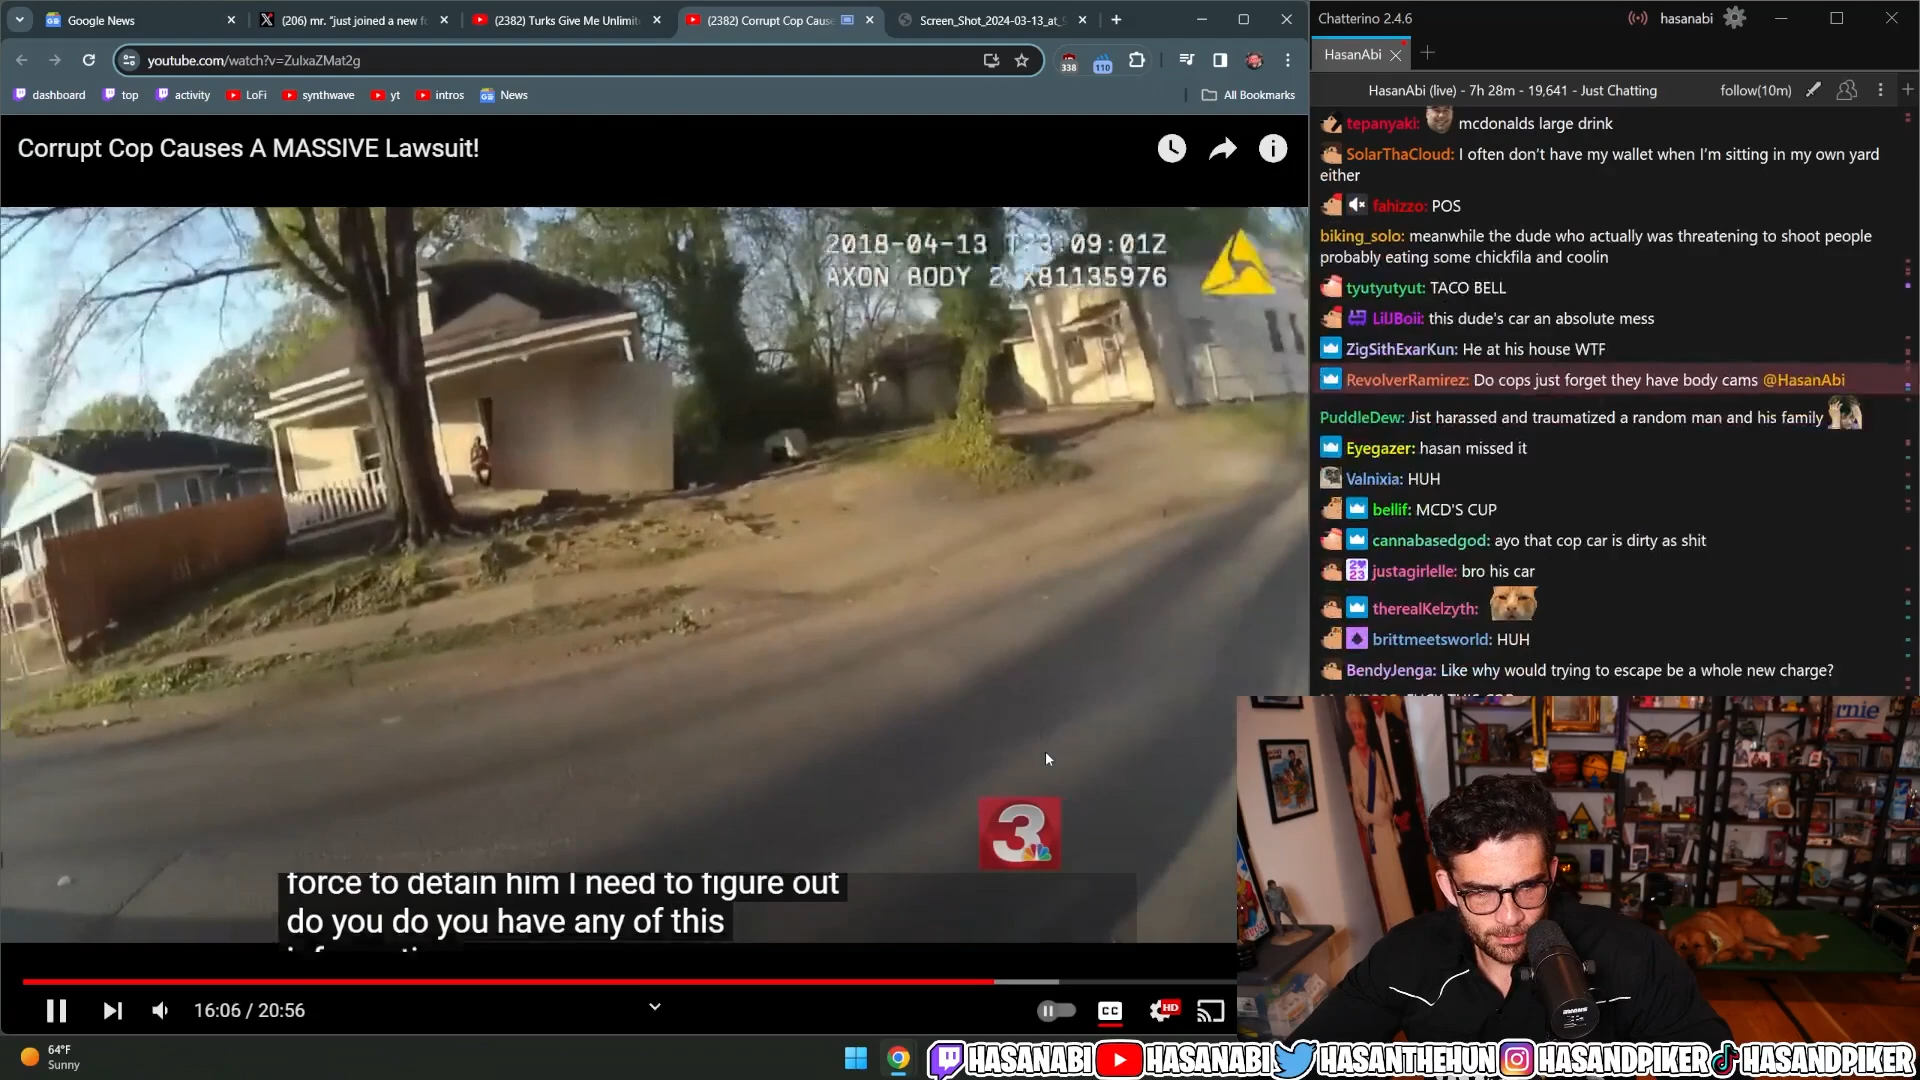 Google News
(206) mr. "just joined a new f
(2382) Turks Give Me Unlimit
(2382) Corrupt Cop Cause
Screen_Shot_2024-03-13_at_
youtube.com/watch?v=ZuIxaZMat2g
338
110
dashboard
top
activity
LoFi
synthwave
yt
intros
News
All Bookmarks
Corrupt Cop Causes A MASSIVE Lawsuit!
AXON BODY 2 X81135976
3
force to detain him I need to figure out
do you do you have any of this
16:06 / 20:56
CC
HD
64°F
Sunny
Chatterino 2.4.6
hasanabi
HasanAbi
HasanAbi (live) - 7h 28m - 19,641 - Just Chatting
follow(10m)
tepanyaki: mcdonalds large drink
SolarThaCloud: I often don't have my wallet when I'm sitting in my own yard
either
fahizzo: POS
biking_solo: meanwhile the dude who actually was threatening to shoot people
probably eating some chickfila and coolin
tyutyutyut: TACO BELL
LilJBoii: this dude's car an absolute mess
ZigSithExarKun: He at his house WTF
RevolverRamirez: Do cops just forget they have body cams @HasanAbi
PuddleDew: Jist harassed and traumatized a random man and his family
Eyegazer: hasan missed it
Valnixia: HUH
bellif: MCD'S CUP
cannabasedgod: ayo that cop car is dirty as shit
justagirlelle: bro his car
therealKelzyth:
brittmeetsworld: HUH
BendyJenga: Like why would trying to escape be a whole new charge?
HASANABI
HASANABI
HASANTHEHUN
HASANDPIKER
HASANDPIKER